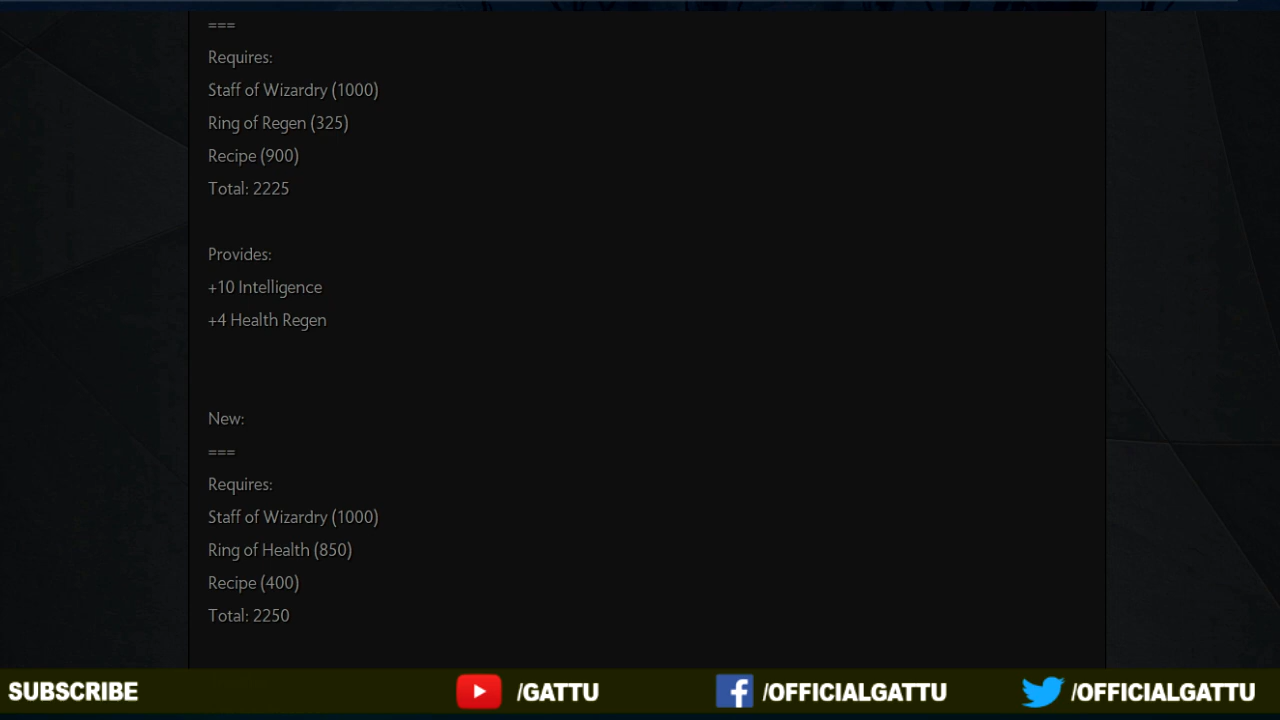 ===
Requires:
Staff of Wizardry (1000)
Ring of Regen (325)
Recipe (900)
Total: 2225
Provides:
+10 Intelligence
+4 Health Regen
New:
===
Requires:
Staff of Wizardry (1000)
Ring of Health (850)
Recipe (400)
Total: 2250
SUBSCRIBE /GATTU /OFFICIALGATTU /OFFICIALGATTU